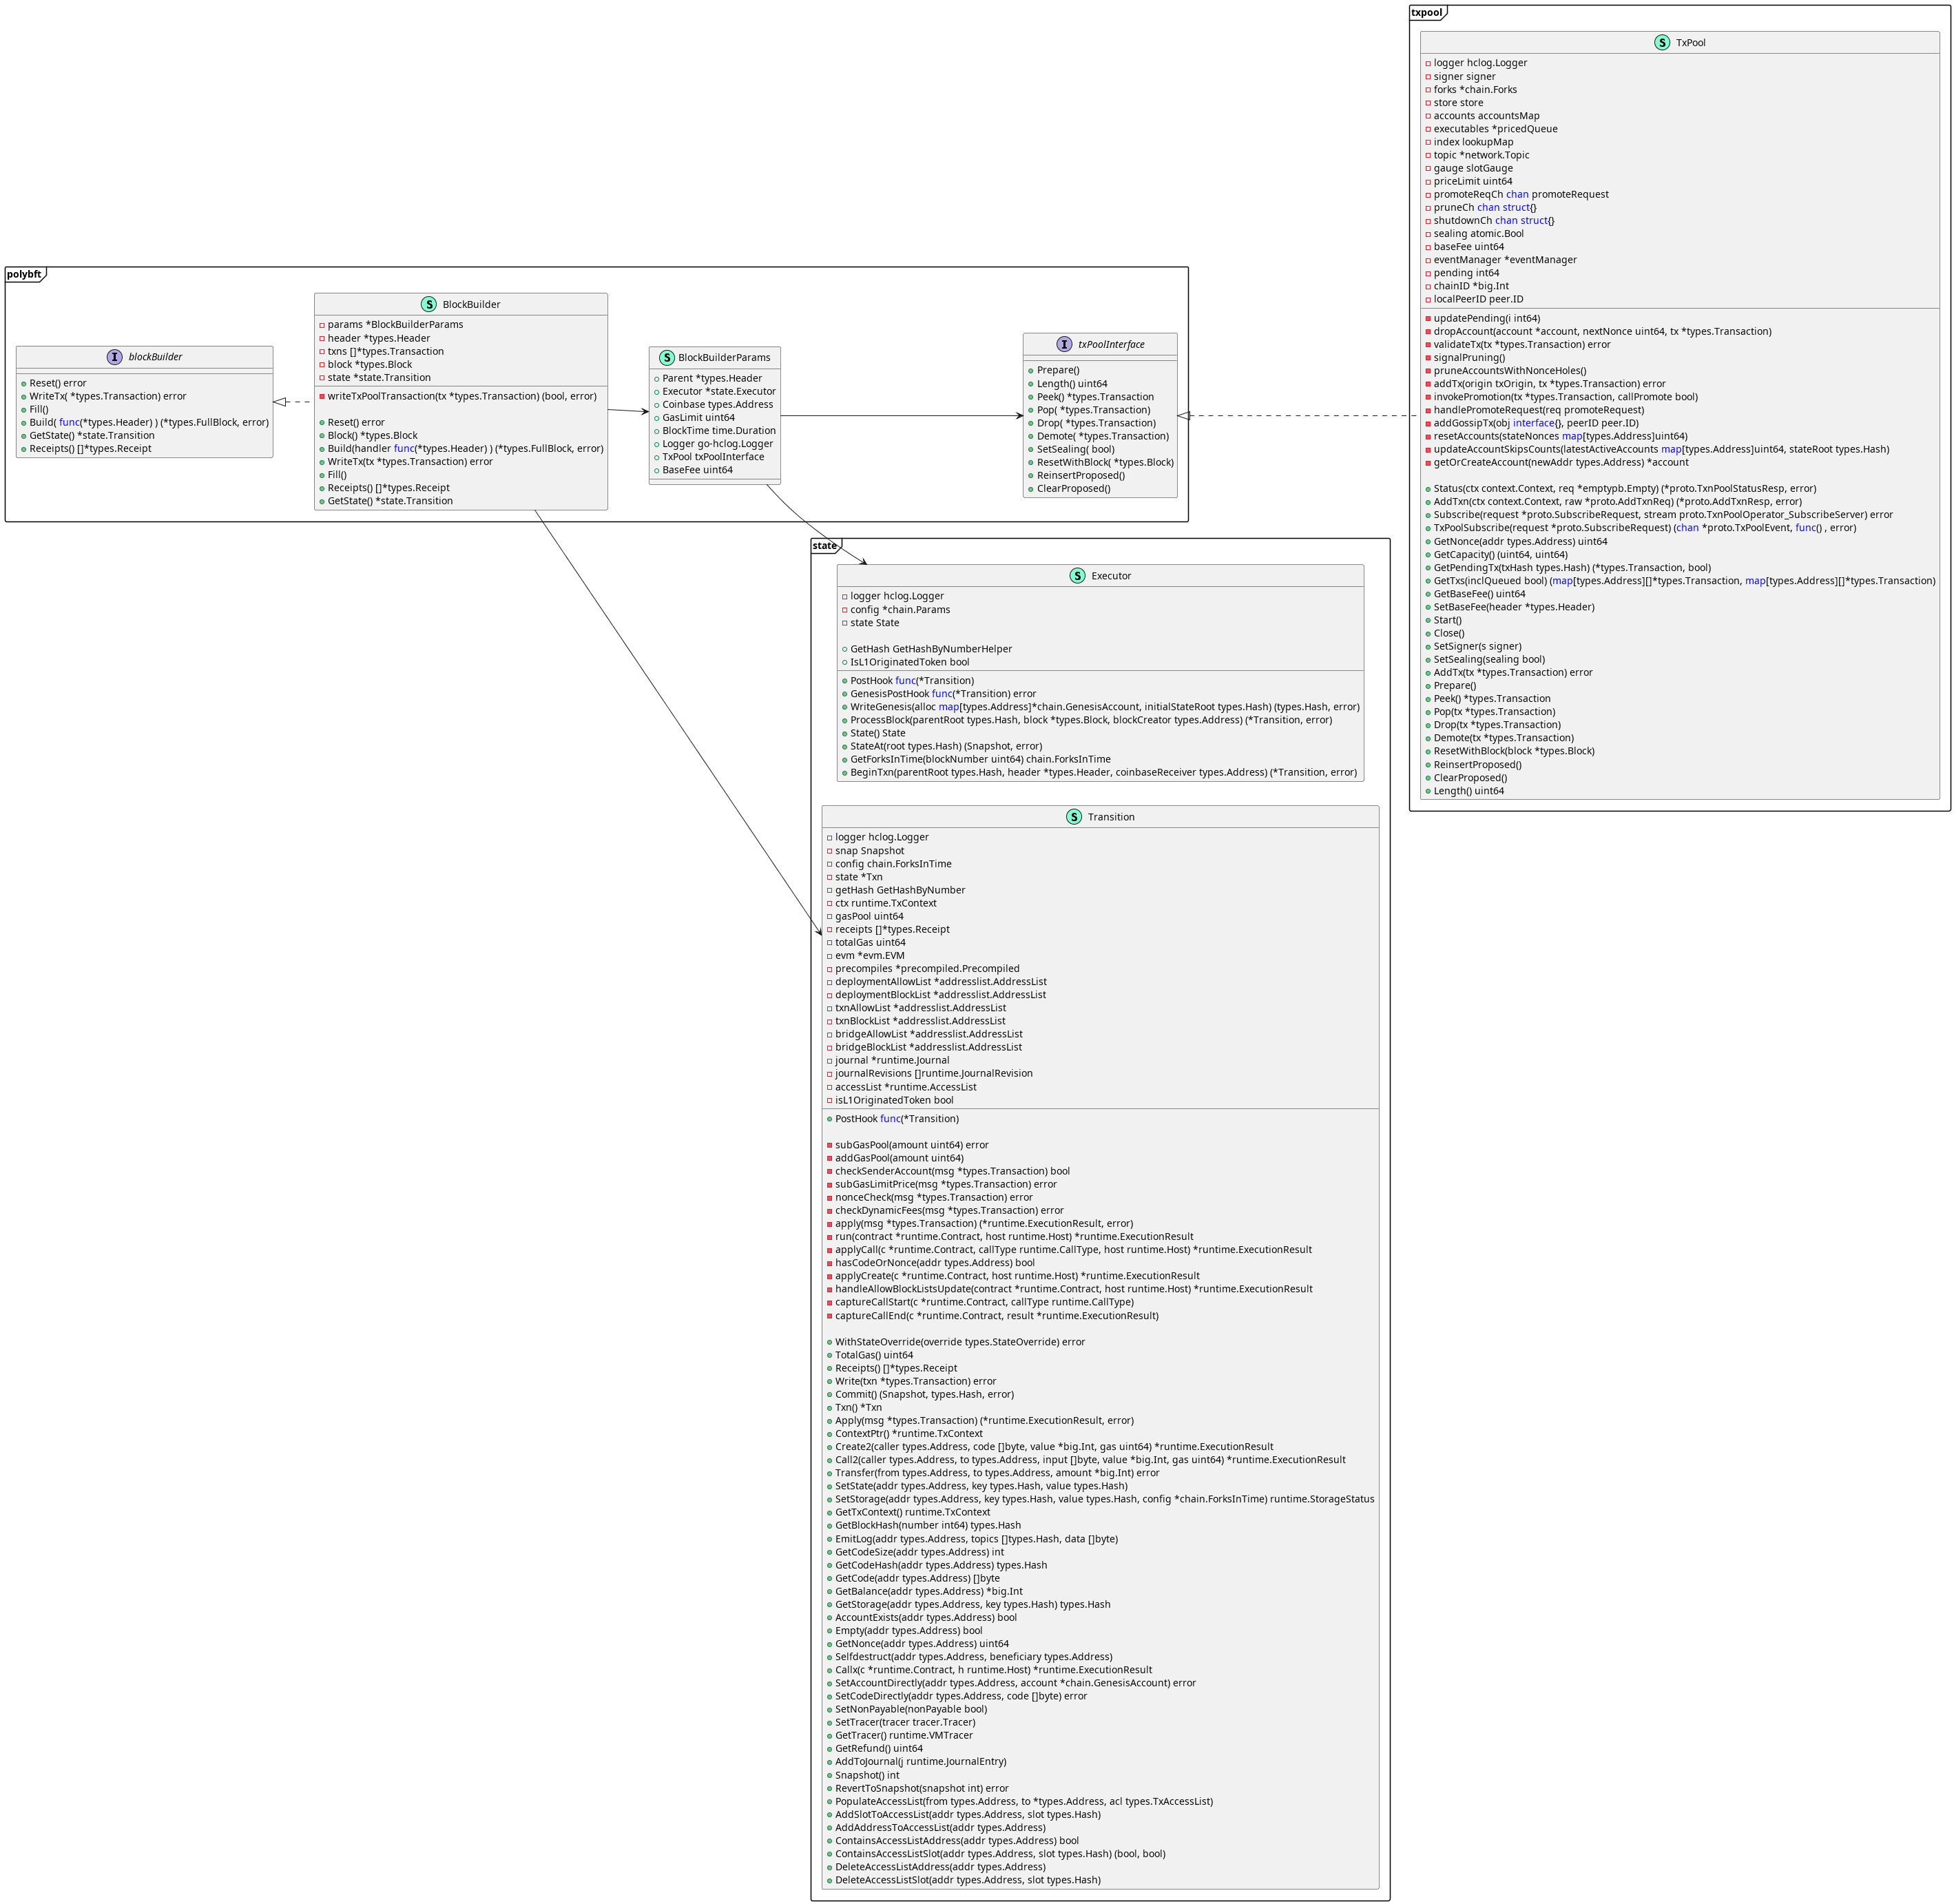 txpool
S TxPool
logger hclog.Logger
signer signer
forks *chain.Forks
store store
accounts accountsMap
executables *pricedQueue
index lookupMap
topic *network.Topic
gauge slotGauge
priceLimit uint64
promoteReqCh chan promoteRequest
pruneCh chan struct{}
shutdownCh chan struct{}
sealing atomic.Bool
baseFee uint64
eventManager *eventManager
pending int64
chainID *big.Int
localPeerID peer.ID
updatePending(i int64)
dropAccount(account *account, nextNonce uint64, tx *types.Transaction)
validateTx(tx *types.Transaction) error
signalPruning()
pruneAccountsWithNonceHoles()
addTx(origin txOrigin, tx *types.Transaction) error
invokePromotion(tx *types.Transaction, callPromote bool)
handlePromoteRequest(req promoteRequest)
addGossipTx(obj interface{}, peerID peer.ID)
resetAccounts(stateNonces map[types.Address]uint64)
updateAccountSkipsCounts(latestActiveAccounts map[types.Address]uint64, stateRoot types.Hash)
getOrCreateAccount(newAddr types.Address) *account
Status(ctx context.Context, req *emptypb.Empty) (*proto.TxnPoolStatusResp, error)
AddTxn(ctx context.Context, raw *proto.AddTxnReq) (*proto.AddTxnResp, error)
Subscribe(request *proto.SubscribeRequest, stream proto.TxnPoolOperator_SubscribeServer) error
TxPoolSubscribe(request *proto.SubscribeRequest) (chan *proto.TxPoolEvent, func() , error)
GetNonce(addr types.Address) uint64
GetCapacity() (uint64, uint64)
GetPendingTx(txHash types.Hash) (*types.Transaction, bool)
GetTxs(inclQueued bool) (map[types.Address][]*types.Transaction, map[types.Address][]*types.Transaction)
GetBaseFee() uint64
SetBaseFee(header *types.Header)
Start()
Close()
SetSigner(s signer)
SetSealing(sealing bool)
AddTx(tx *types.Transaction) error
Prepare()
Peek() *types.Transaction
Pop(tx *types.Transaction)
Drop(tx *types.Transaction)
Demote(tx *types.Transaction)
ResetWithBlock(block *types.Block)
ReinsertProposed()
ClearProposed()
Length() uint64
polybft
I blockBuilder
Reset() error
WriteTx( *types.Transaction) error
Fill()
Build( func(*types.Header) ) (*types.FullBlock, error)
GetState() *state.Transition
Receipts() []*types.Receipt
S BlockBuilder
params *BlockBuilderParams
header *types.Header
txns []*types.Transaction
block *types.Block
state *state.Transition
writeTxPoolTransaction(tx *types.Transaction) (bool, error)
Reset() error
Block() *types.Block
Build(handler func(*types.Header) ) (*types.FullBlock, error)
WriteTx(tx *types.Transaction) error
Fill()
Receipts() []*types.Receipt
GetState() *state.Transition
S BlockBuilderParams
Parent *types.Header
Executor *state.Executor
Coinbase types.Address
GasLimit uint64
BlockTime time.Duration
Logger go-hclog.Logger
TxPool txPoolInterface
BaseFee uint64
I txPoolInterface
Prepare()
Length() uint64
Peek() *types.Transaction
Pop( *types.Transaction)
Drop( *types.Transaction)
Demote( *types.Transaction)
SetSealing( bool)
ResetWithBlock( *types.Block)
ReinsertProposed()
ClearProposed()
state
S Executor
logger hclog.Logger
config *chain.Params
state State
GetHash GetHashByNumberHelper
IsL1OriginatedToken bool
PostHook func(*Transition)
GenesisPostHook func(*Transition) error
WriteGenesis(alloc map[types.Address]*chain.GenesisAccount, initialStateRoot types.Hash) (types.Hash, error)
ProcessBlock(parentRoot types.Hash, block *types.Block, blockCreator types.Address) (*Transition, error)
State() State
StateAt(root types.Hash) (Snapshot, error)
GetForksInTime(blockNumber uint64) chain.ForksInTime
BeginTxn(parentRoot types.Hash, header *types.Header, coinbaseReceiver types.Address) (*Transition, error)
S Transition
logger hclog.Logger
snap Snapshot
config chain.ForksInTime
state *Txn
getHash GetHashByNumber
ctx runtime.TxContext
gasPool uint64
receipts []*types.Receipt
totalGas uint64
evm *evm.EVM
precompiles *precompiled.Precompiled
deploymentAllowList *addresslist.AddressList
deploymentBlockList *addresslist.AddressList
txnAllowList *addresslist.AddressList
txnBlockList *addresslist.AddressList
bridgeAllowList *addresslist.AddressList
bridgeBlockList *addresslist.AddressList
journal *runtime.Journal
journalRevisions []runtime.JournalRevision
accessList *runtime.AccessList
isL1OriginatedToken bool
PostHook func(*Transition)
subGasPool(amount uint64) error
addGasPool(amount uint64)
checkSenderAccount(msg *types.Transaction) bool
subGasLimitPrice(msg *types.Transaction) error
nonceCheck(msg *types.Transaction) error
checkDynamicFees(msg *types.Transaction) error
apply(msg *types.Transaction) (*runtime.ExecutionResult, error)
run(contract *runtime.Contract, host runtime.Host) *runtime.ExecutionResult
applyCall(c *runtime.Contract, callType runtime.CallType, host runtime.Host) *runtime.ExecutionResult
hasCodeOrNonce(addr types.Address) bool
applyCreate(c *runtime.Contract, host runtime.Host) *runtime.ExecutionResult
handleAllowBlockListsUpdate(contract *runtime.Contract, host runtime.Host) *runtime.ExecutionResult
captureCallStart(c *runtime.Contract, callType runtime.CallType)
captureCallEnd(c *runtime.Contract, result *runtime.ExecutionResult)
WithStateOverride(override types.StateOverride) error
TotalGas() uint64
Receipts() []*types.Receipt
Write(txn *types.Transaction) error
Commit() (Snapshot, types.Hash, error)
Txn() *Txn
Apply(msg *types.Transaction) (*runtime.ExecutionResult, error)
ContextPtr() *runtime.TxContext
Create2(caller types.Address, code []byte, value *big.Int, gas uint64) *runtime.ExecutionResult
Call2(caller types.Address, to types.Address, input []byte, value *big.Int, gas uint64) *runtime.ExecutionResult
Transfer(from types.Address, to types.Address, amount *big.Int) error
SetState(addr types.Address, key types.Hash, value types.Hash)
SetStorage(addr types.Address, key types.Hash, value types.Hash, config *chain.ForksInTime) runtime.StorageStatus
GetTxContext() runtime.TxContext
GetBlockHash(number int64) types.Hash
EmitLog(addr types.Address, topics []types.Hash, data []byte)
GetCodeSize(addr types.Address) int
GetCodeHash(addr types.Address) types.Hash
GetCode(addr types.Address) []byte
GetBalance(addr types.Address) *big.Int
GetStorage(addr types.Address, key types.Hash) types.Hash
AccountExists(addr types.Address) bool
Empty(addr types.Address) bool
GetNonce(addr types.Address) uint64
Selfdestruct(addr types.Address, beneficiary types.Address)
Callx(c *runtime.Contract, h runtime.Host) *runtime.ExecutionResult
SetAccountDirectly(addr types.Address, account *chain.GenesisAccount) error
SetCodeDirectly(addr types.Address, code []byte) error
SetNonPayable(nonPayable bool)
SetTracer(tracer tracer.Tracer)
GetTracer() runtime.VMTracer
GetRefund() uint64
AddToJournal(j runtime.JournalEntry)
Snapshot() int
RevertToSnapshot(snapshot int) error
PopulateAccessList(from types.Address, to *types.Address, acl types.TxAccessList)
AddSlotToAccessList(addr types.Address, slot types.Hash)
AddAddressToAccessList(addr types.Address)
ContainsAccessListAddress(addr types.Address) bool
ContainsAccessListSlot(addr types.Address, slot types.Hash) (bool, bool)
DeleteAccessListAddress(addr types.Address)
DeleteAccessListSlot(addr types.Address, slot types.Hash)